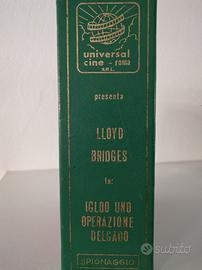 universal
cine - roma
s.r.l.
presenta
LLOYD
BRIDGES
in:
IGLOO UNO
OPERAZIONE
DELGADO
SPIONAGGIO
subito